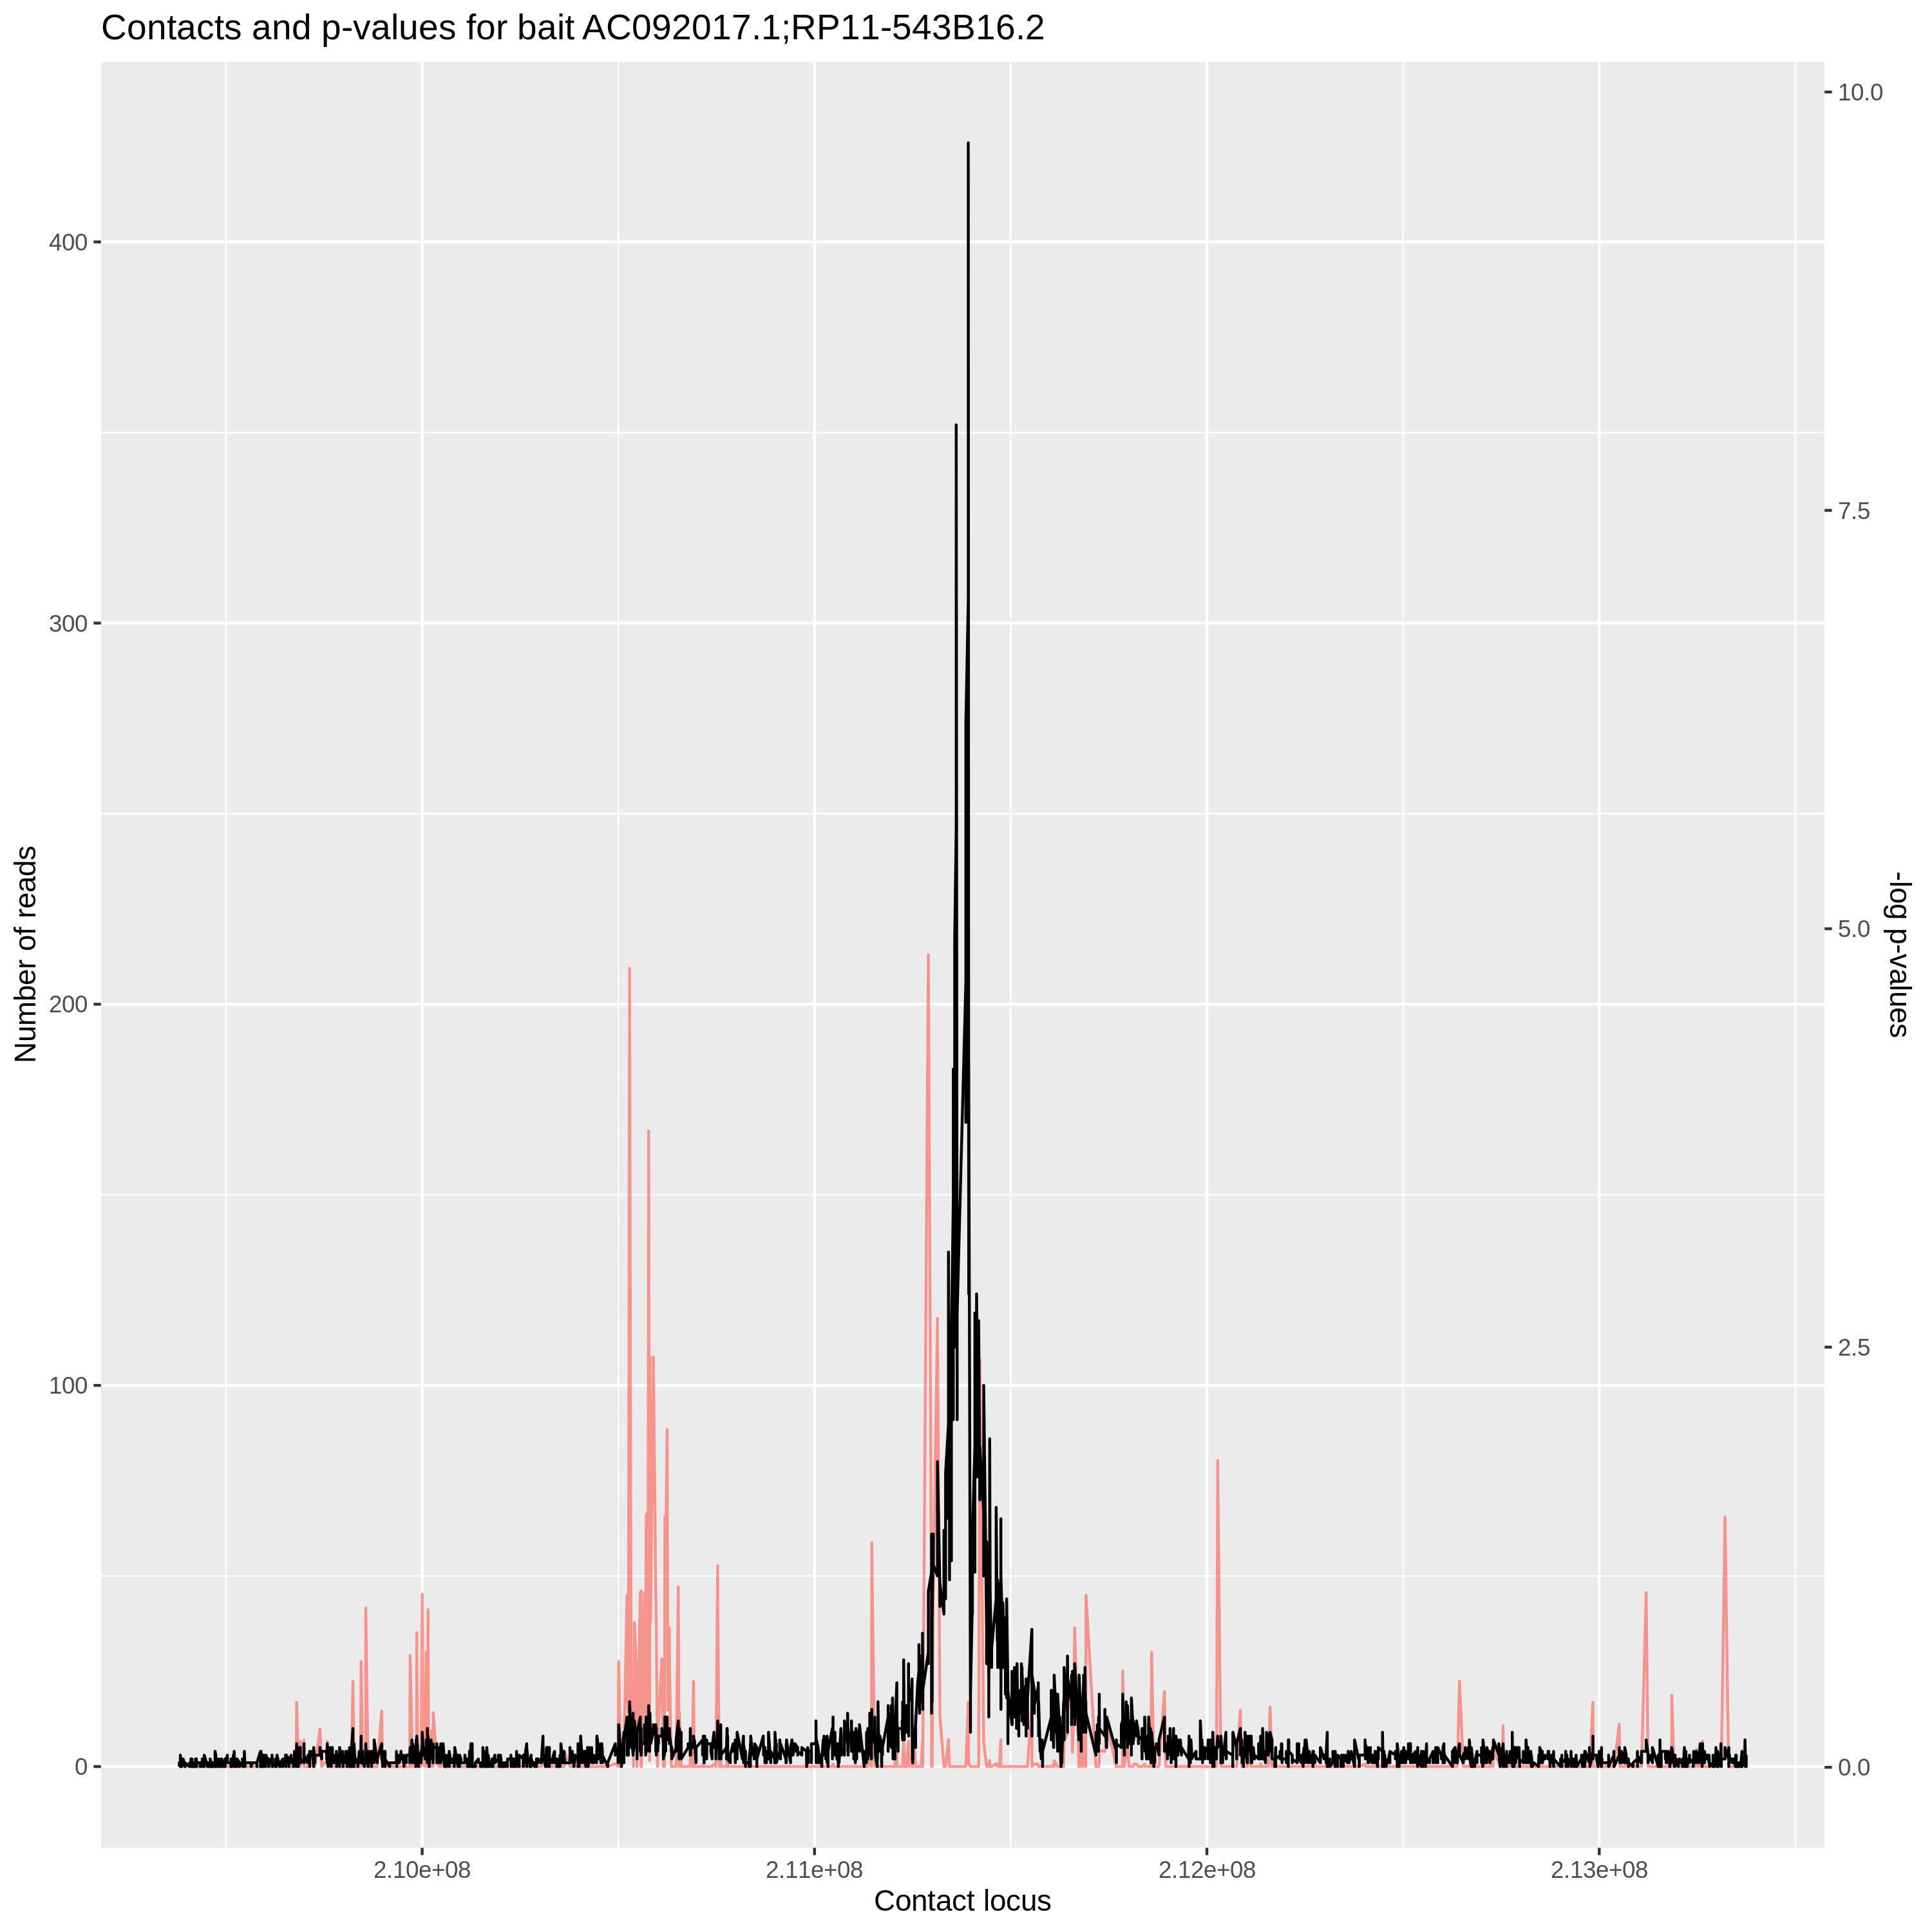 Contacts and p-values for bait AC092017.1;RP11-543B16.2
10.0
400
7.5
300
Number of reads
5.0
-log p-values
200
2.5
100
0
0.0
2.10e+08
2.11e+08
2.12e+08
2.13e+08
Contact locus